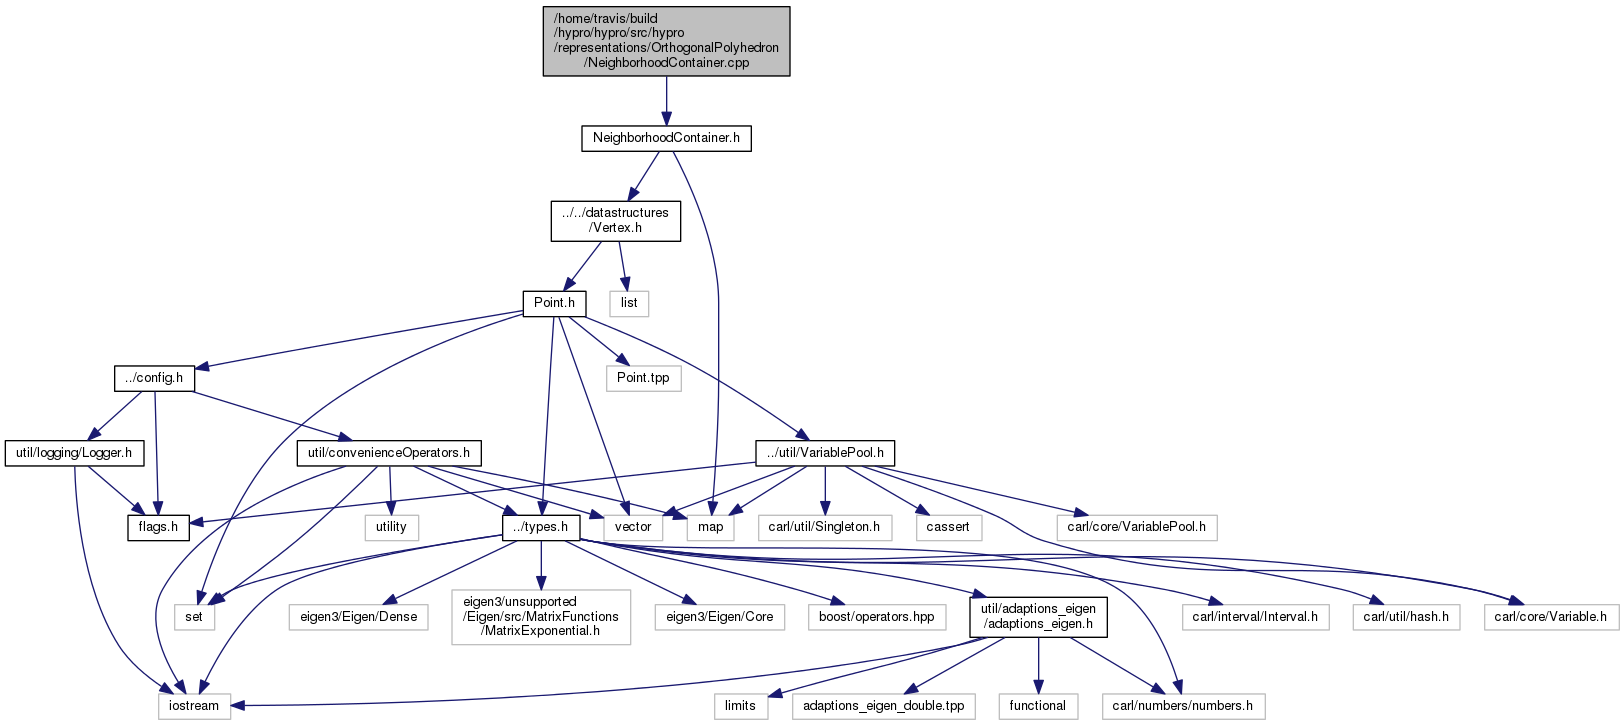 /home/travis/build
/hypro/hypro/src/hypro
/representations/OrthogonalPolyhedron
/NeighborhoodContainer.cpp
NeighborhoodContainer.h
../../datastructures
/Vertex.h
Point.h
list
../config.h
Point.tpp
util/logging/Logger.h
util/convenienceOperators.h
../util/VariablePool.h
flags.h
utility
../types.h
vector
map
carl/util/Singleton.h
cassert
carl/core/VariablePool.h
set
eigen3/Eigen/Dense
eigen3/unsupported
/Eigen/src/MatrixFunctions
/MatrixExponential.h
eigen3/Eigen/Core
boost/operators.hpp
util/adaptions_eigen
/adaptions_eigen.h
carl/interval/Interval.h
carl/util/hash.h
carl/core/Variable.h
iostream
limits
adaptions_eigen_double.tpp
functional
carl/numbers/numbers.h